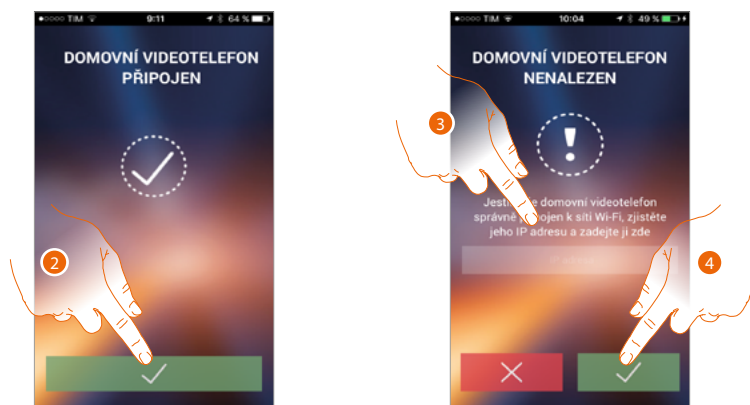 TIM 9:11 64 %
DOMOVNÍ VIDEOTELEFON
PŘIPOJEN
2
TIM 10:04 49 %
DOMOVNÍ VIDEOTELEFON
NENALEZEN
3
domovní videotelefon
správně k síti Wi-Fi, zjistěte
jeho IP adresu a zadejte ji zde
IP
4